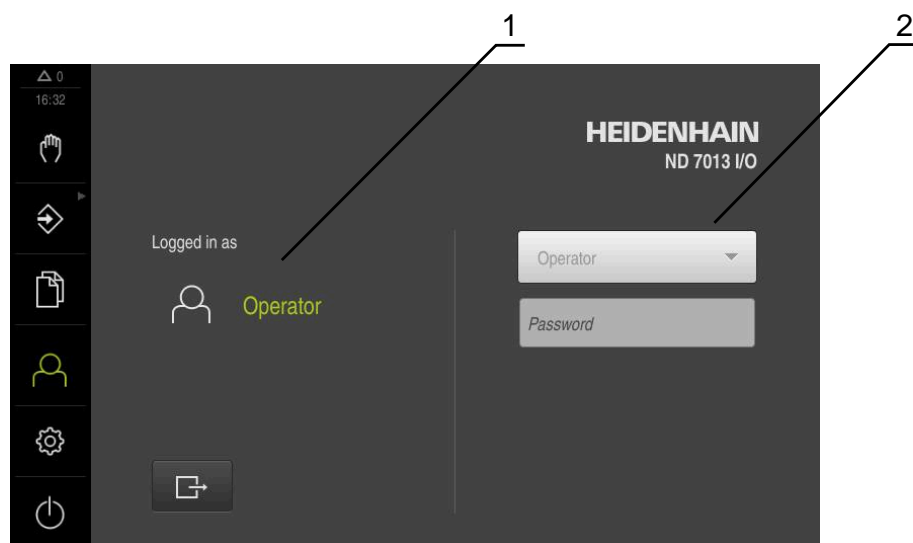 1
2
△ 0
16:32
HEIDENHAIN
ND 7013 I/O
Logged in as
Operator
Operator
Password